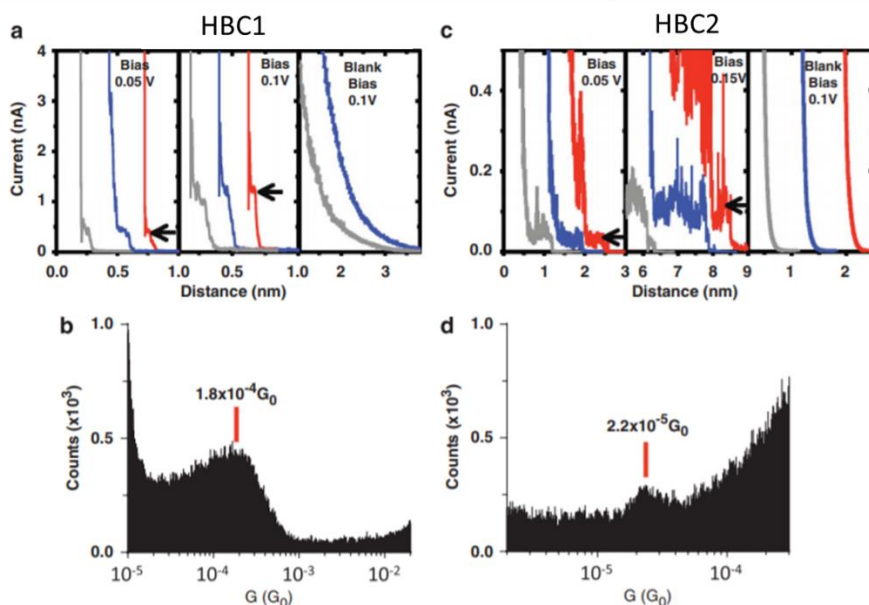 HBC1
HBC2
a
Current (nA)
4
3
2
1
0
Bias
0.05 V
Bias
0.1V
Blank
Bias
0.1V
0.0 0.5 1.0 0.5 1.0 2 3
Distance (nm)
c
Current (nA)
0.4
0.2
0.0
Bias
0.05 V
Bias
0.15V
Blank
Bias
0.1V
0 1 2 3 6 7 8 9 1 2
Distance (nm)
b
Counts (x10³)
1.0
0.5
0.0
1.8x10⁻⁴G₀
10⁻⁵ 10⁻⁴ 10⁻³ 10⁻²
G (G₀)
d
Counts (x10³)
1.0
0.5
0.0
2.2x10⁻⁵G₀
10⁻⁵ 10⁻⁴
G (G₀)